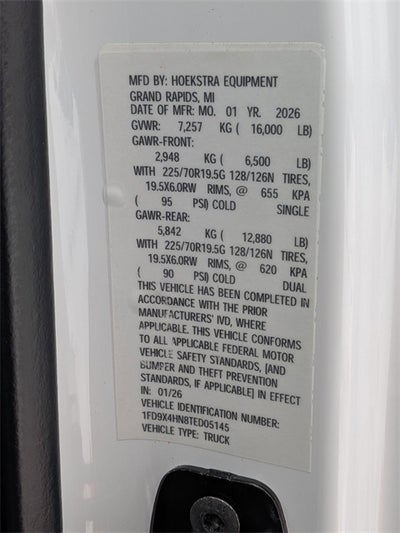 MFD BY: HOEKSTRA EQUIPMENT
GRAND RAPIDS, MI
DATE OF MFR: MO. 01 YR. 2026
GVWR: 7,257 KG ( 16,000 LB)
GAWR-FRONT:
2,948 KG ( 6,500 LB)
WITH 225/70R19.5G 128/126N TIRES,
19.5X6.0RW RIMS, @ 655 KPA
( 95 PSI) COLD SINGLE
GAWR-REAR:
5,842 KG ( 12,880 LB)
WITH 225/70R19.5G 128/126N TIRES,
19.5X6.0RW RIMS, @ 620 KPA
( 90 PSI) COLD DUAL
THIS VEHICLE HAS BEEN COMPLETED IN
ACCORDANCE WITH THE PRIOR
MANUFACTURERS' IVD, WHERE
APPLICABLE. THIS VEHICLE CONFORMS
TO ALL APPLICABLE FEDERAL MOTOR
VEHICLE SAFETY STANDARDS, [AND
BUMPER AND THEFT PREVENTION
STANDARDS, IF APPLICABLE] IN EFFECT
IN: 01/26
VEHICLE IDENTIFICATION NUMBER:
1FD9X4HN8TED05145
VEHICLE TYPE: TRUCK